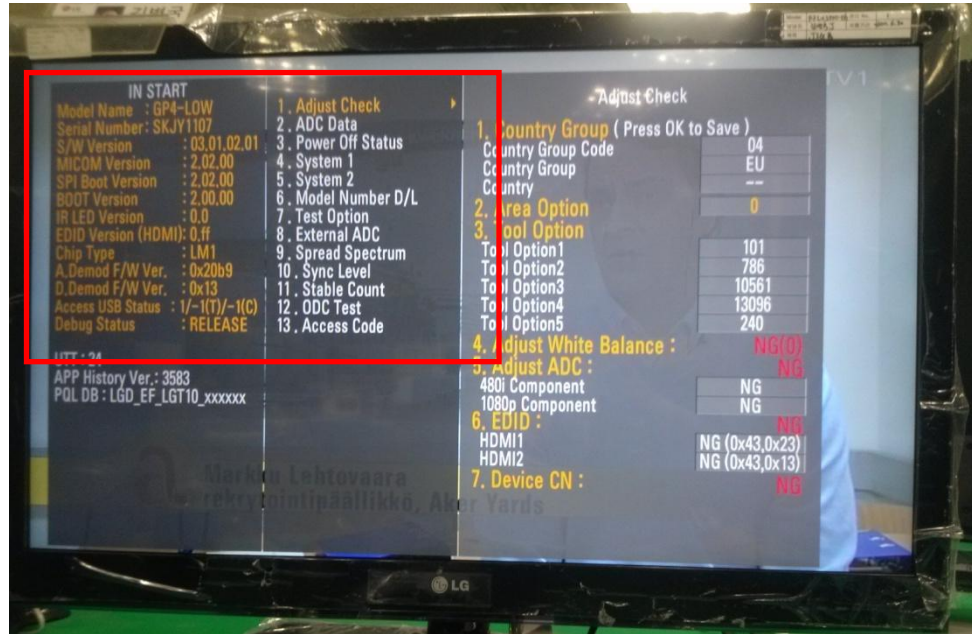 IN START
Model Name : GP4-LOW
Serial Number: SKJY1107
S/W Version : 03.01.02.01
MICOM Version : 2.02.00
SPI Boot Version : 2.02.00
BOOT Version : 2.00.00
IR LED Version : 0.0
EDID Version (HDMI): 0.ff
Chip Type : LM1
A.Demod F/W Ver. : 0x20b9
D.Demod F/W Ver. : 0x13
Access USB Status : 1/-1(T)/-1(C)
Debug Status : RELEASE
UTT : 24
APP History Ver.: 3583
PQL DB : LGD_EF_LGT10_xxxxxx
1 . Adjust Check
2 . ADC Data
3 . Power Off Status
4 . System 1
5 . System 2
6 . Model Number D/L
7 . Test Option
8 . External ADC
9 . Spread Spectrum
10 . Sync Level
11 . Stable Count
12 . ODC Test
13 . Access Code
Adjust Check
1. Country Group ( Press OK to Save )
Country Group Code 04
Country Group EU
Country --
2. Area Option 0
3. Tool Option
Tool Option1 101
Tool Option2 786
Tool Option3 10561
Tool Option4 13096
Tool Option5 240
4. Adjust White Balance : NG(0)
5. Adjust ADC : NG
480i Component NG
1080p Component NG
6. EDID : NG
HDMI1 NG (0x43,0x23)
HDMI2 NG (0x43,0x13)
7. Device CN : NG
TV1
Markku Lehtovaara
rekrytointipäällikkö, Aker Yards
LG